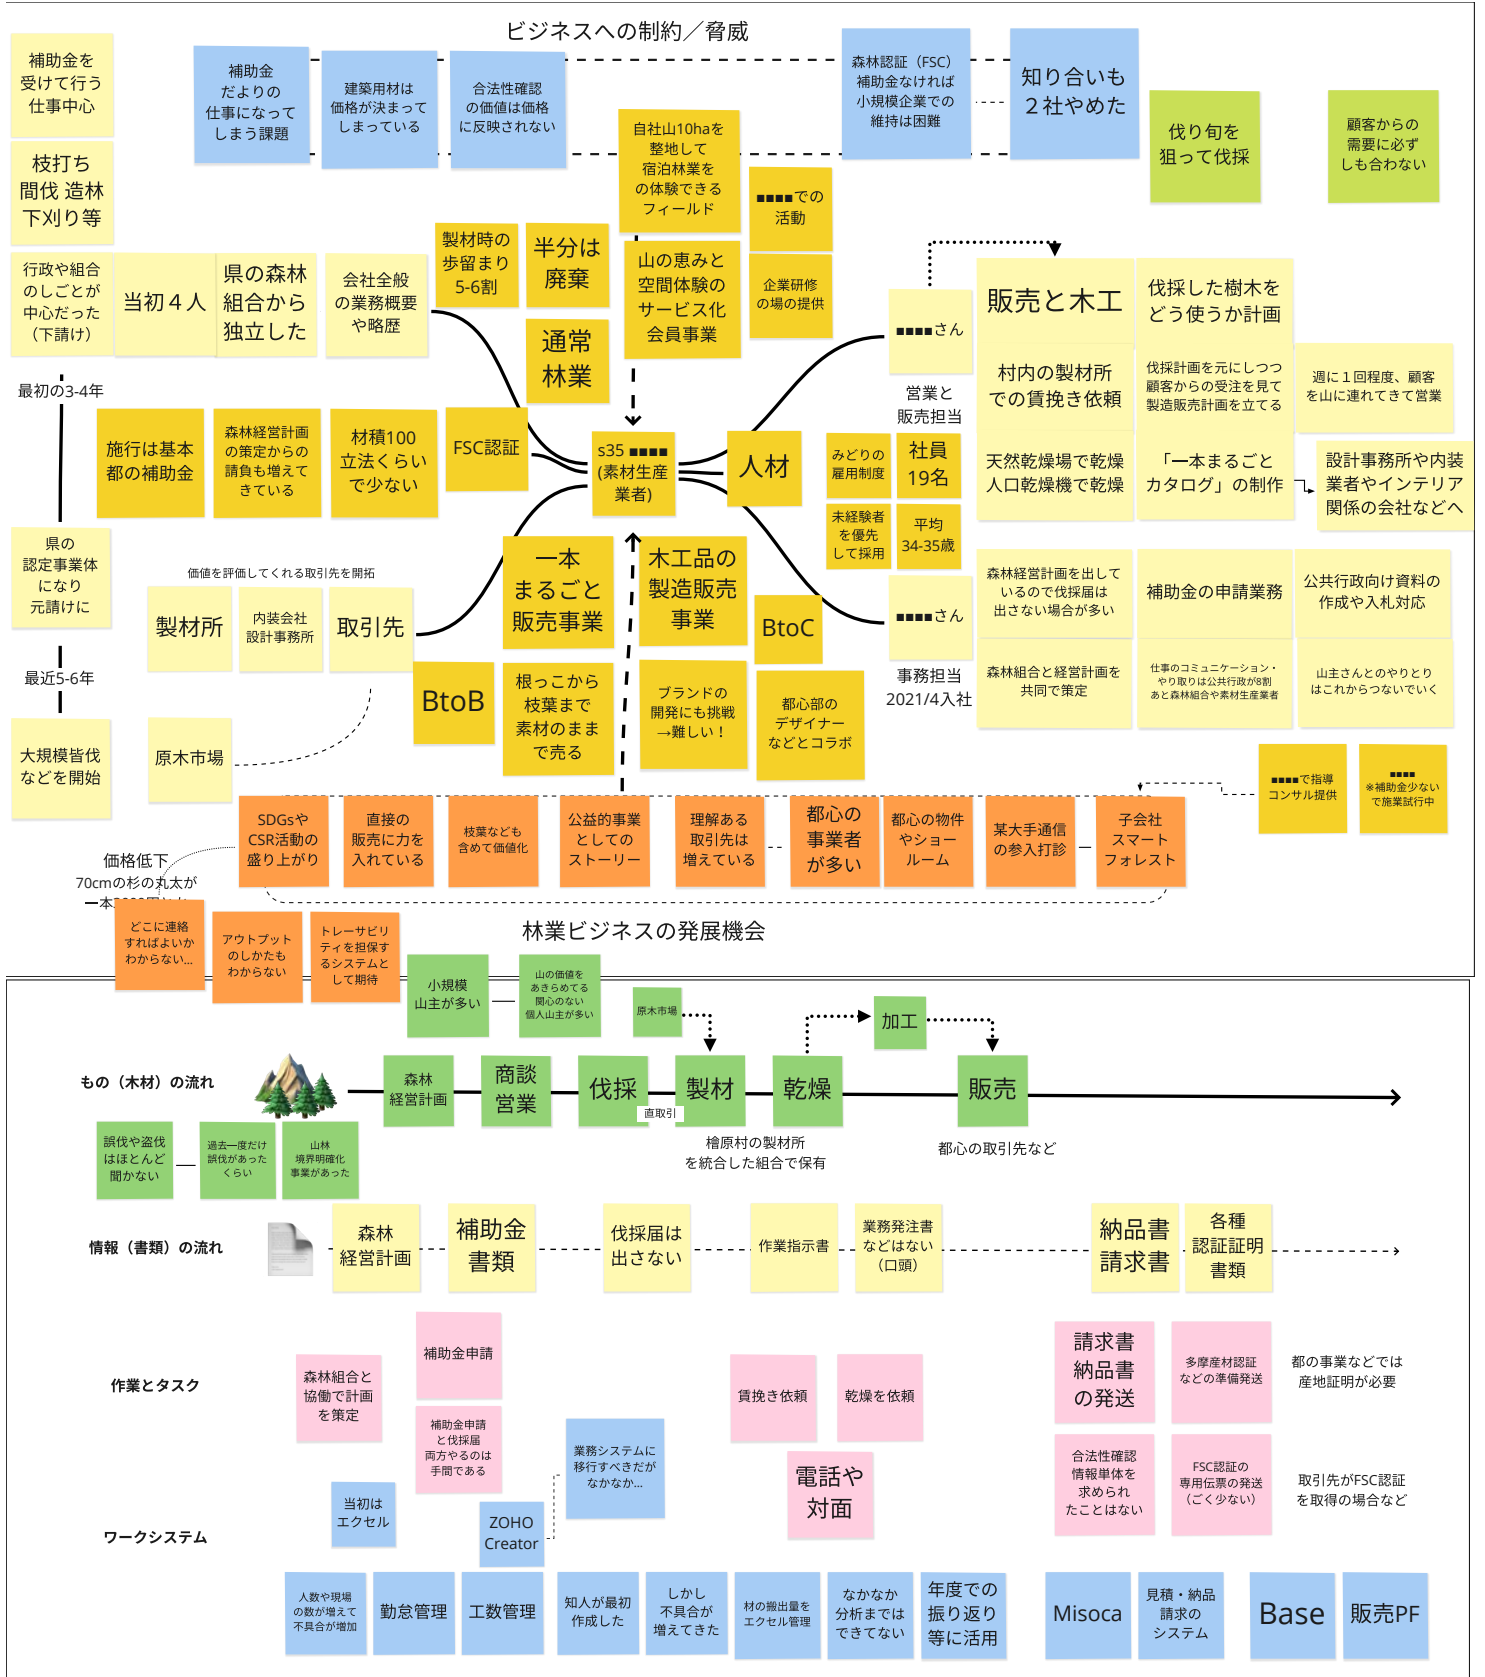 ビジネスへの制約／脅威
補助金を
受けて行う
仕事中心
枝打ち
間伐 造林
下刈り等
補助金
だよりの
仕事になって
しまう課題
建築用材は
価格が決まって
しまっている
合法性確認
の価値は価格
に反映されない
森林認証（FSC）
補助金なければ
小規模企業での
維持は困難
知り合いも
２社やめた
伐り旬を
狙って伐採
顧客からの
需要に必ず
しも合わない
自社山10haを
整地して
宿泊林業を
の体験できる
フィールド
■■■■での
活動
山の恵みと
空間体験の
サービス化
会員事業
企業研修
の場の提供
製材時の
歩留まり
5-6割
半分は
廃棄
通常
林業
行政や組合
のしごとが
中心だった
（下請け）
当初４人
県の森林
組合から
独立した
会社全般
の業務概要
や略歴
最初の3-4年
施行は基本
都の補助金
森林経営計画
の策定からの
請負も増えて
きている
材積100
立法くらい
で少ない
FSC認証
s35 ■■■■
(素材生産
業者)
人材
■■■■さん
営業と
販売担当
みどりの
雇用制度
社員
19名
未経験者
を優先
して採用
平均
34-35歳
販売と木工
伐採した樹木を
どう使うか計画
村内の製材所
での賃挽き依頼
伐採計画を元にしつつ
顧客からの受注を見て
製造販売計画を立てる
週に１回程度、顧客
を山に連れてきて営業
天然乾燥場で乾燥
人口乾燥機で乾燥
「一本まるごと
カタログ」の制作
設計事務所や内装
業者やインテリア
関係の会社などへ
県の
認定事業体
になり
元請けに
最近5-6年
大規模皆伐
などを開始
価値を評価してくれる取引先を開拓
製材所
内装会社
設計事務所
取引先
原木市場
一本
まるごと
販売事業
木工品の
製造販売
事業
BtoC
BtoB
根っこから
枝葉まで
素材のまま
で売る
ブランドの
開発にも挑戦
→難しい！
都心部の
デザイナー
などとコラボ
■■■■さん
事務担当
2021/4入社
森林経営計画を出して
いるので伐採届は
出さない場合が多い
補助金の申請業務
公共行政向け資料の
作成や入札対応
森林組合と経営計画を
共同で策定
仕事のコミュニケーション・
やり取りは公共行政が8割
あと森林組合や素材生産業者
山主さんとのやりとり
はこれからつないでいく
■■■■で指導
コンサル提供
■■■■
※補助金少ない
で施業試行中
SDGsや
CSR活動の
盛り上がり
直接の
販売に力を
入れている
枝葉なども
含めて価値化
公益的事業
としての
ストーリー
理解ある
取引先は
増えている
都心の
事業者
が多い
都心の物件
やショー
ルーム
某大手通信
の参入打診
子会社
スマート
フォレスト
価格低下
70cmの杉の丸太が
どこに連絡
すればよいか
わからない...
アウトプット
のしかたも
わからない
トレーサビリ
ティを担保す
るシステムと
して期待
林業ビジネスの発展機会
小規模
山主が多い
山の価値を
あきらめてる
関心のない
個人山主が多い
原木市場
加工
もの（木材）の流れ
森林
経営計画
商談
営業
伐採
直取引
製材
乾燥
販売
檜原村の製材所
を統合した組合で保有
都心の取引先など
誤伐や盗伐
はほとんど
聞かない
過去一度だけ
誤伐があった
くらい
山林
境界明確化
事業があった
情報（書類）の流れ
森林
経営計画
補助金
書類
伐採届は
出さない
作業指示書
業務発注書
などはない
（口頭）
納品書
請求書
各種
認証証明
書類
作業とタスク
森林組合と
協働で計画
を策定
補助金申請
補助金申請
と伐採届
両方やるのは
手間である
賃挽き依頼
乾燥を依頼
電話や
対面
請求書
納品書
の発送
多摩産材認証
などの準備発送
都の事業などでは
産地証明が必要
合法性確認
情報単体を
求められ
たことはない
FSC認証の
専用伝票の発送
（ごく少ない）
取引先がFSC認証
を取得の場合など
ワークシステム
当初は
エクセル
ZOHO
Creator
業務システムに
移行すべきだが
なかなか...
人数や現場
の数が増えて
不具合が増加
勤怠管理
工数管理
知人が最初
作成した
しかし
不具合が
増えてきた
材の搬出量を
エクセル管理
なかなか
分析までは
できてない
年度での
振り返り
等に活用
Misoca
見積・納品
請求の
システム
Base
販売PF